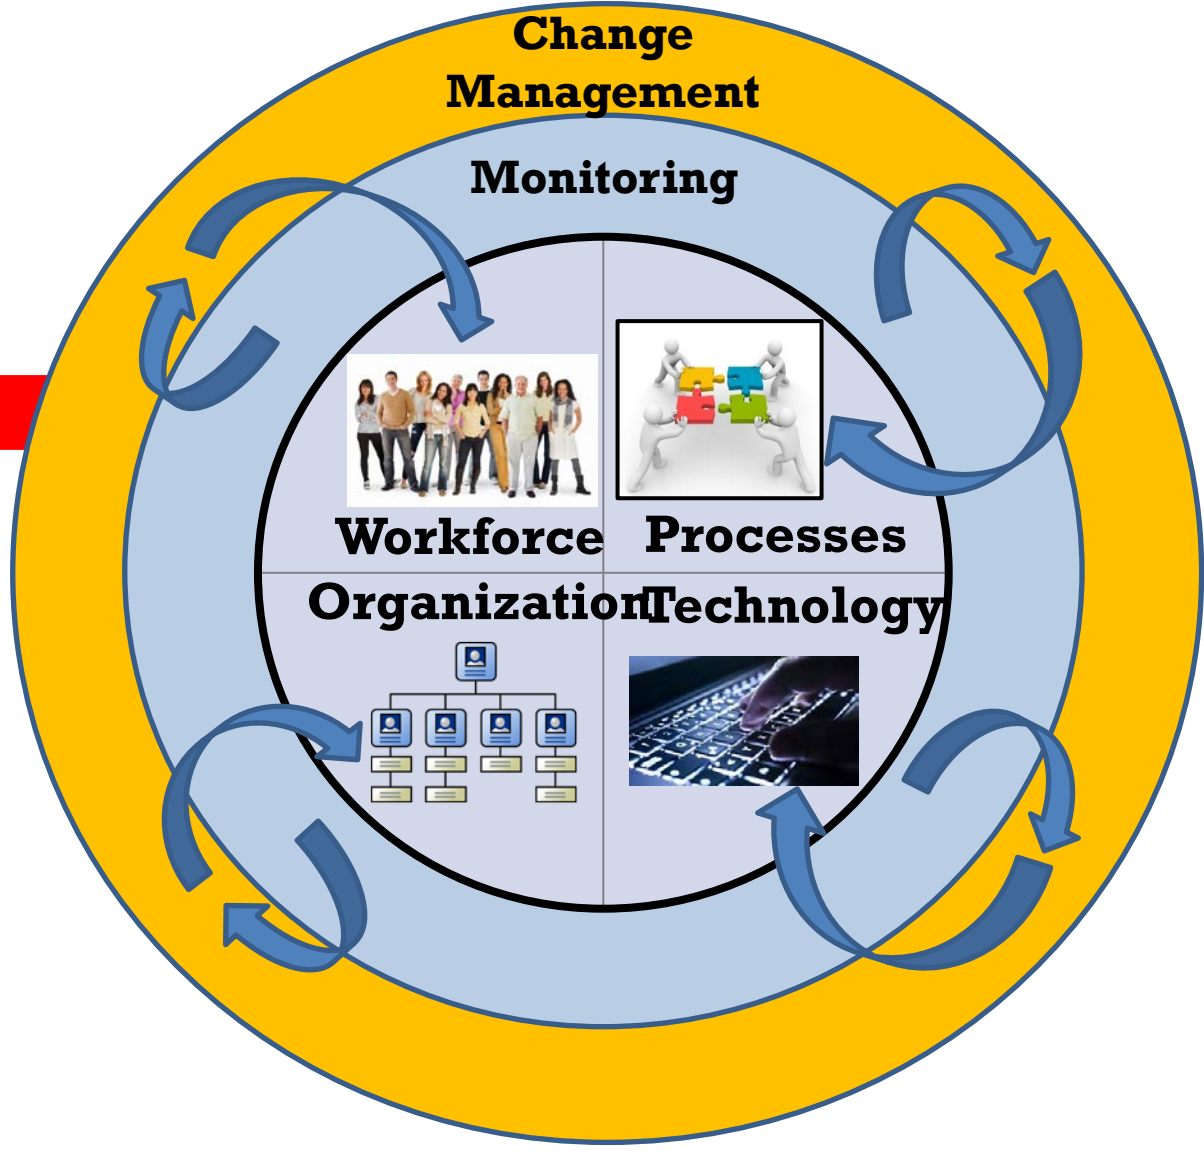 Change
Management
Monitoring
Workforce
Processes
Organization
Technology